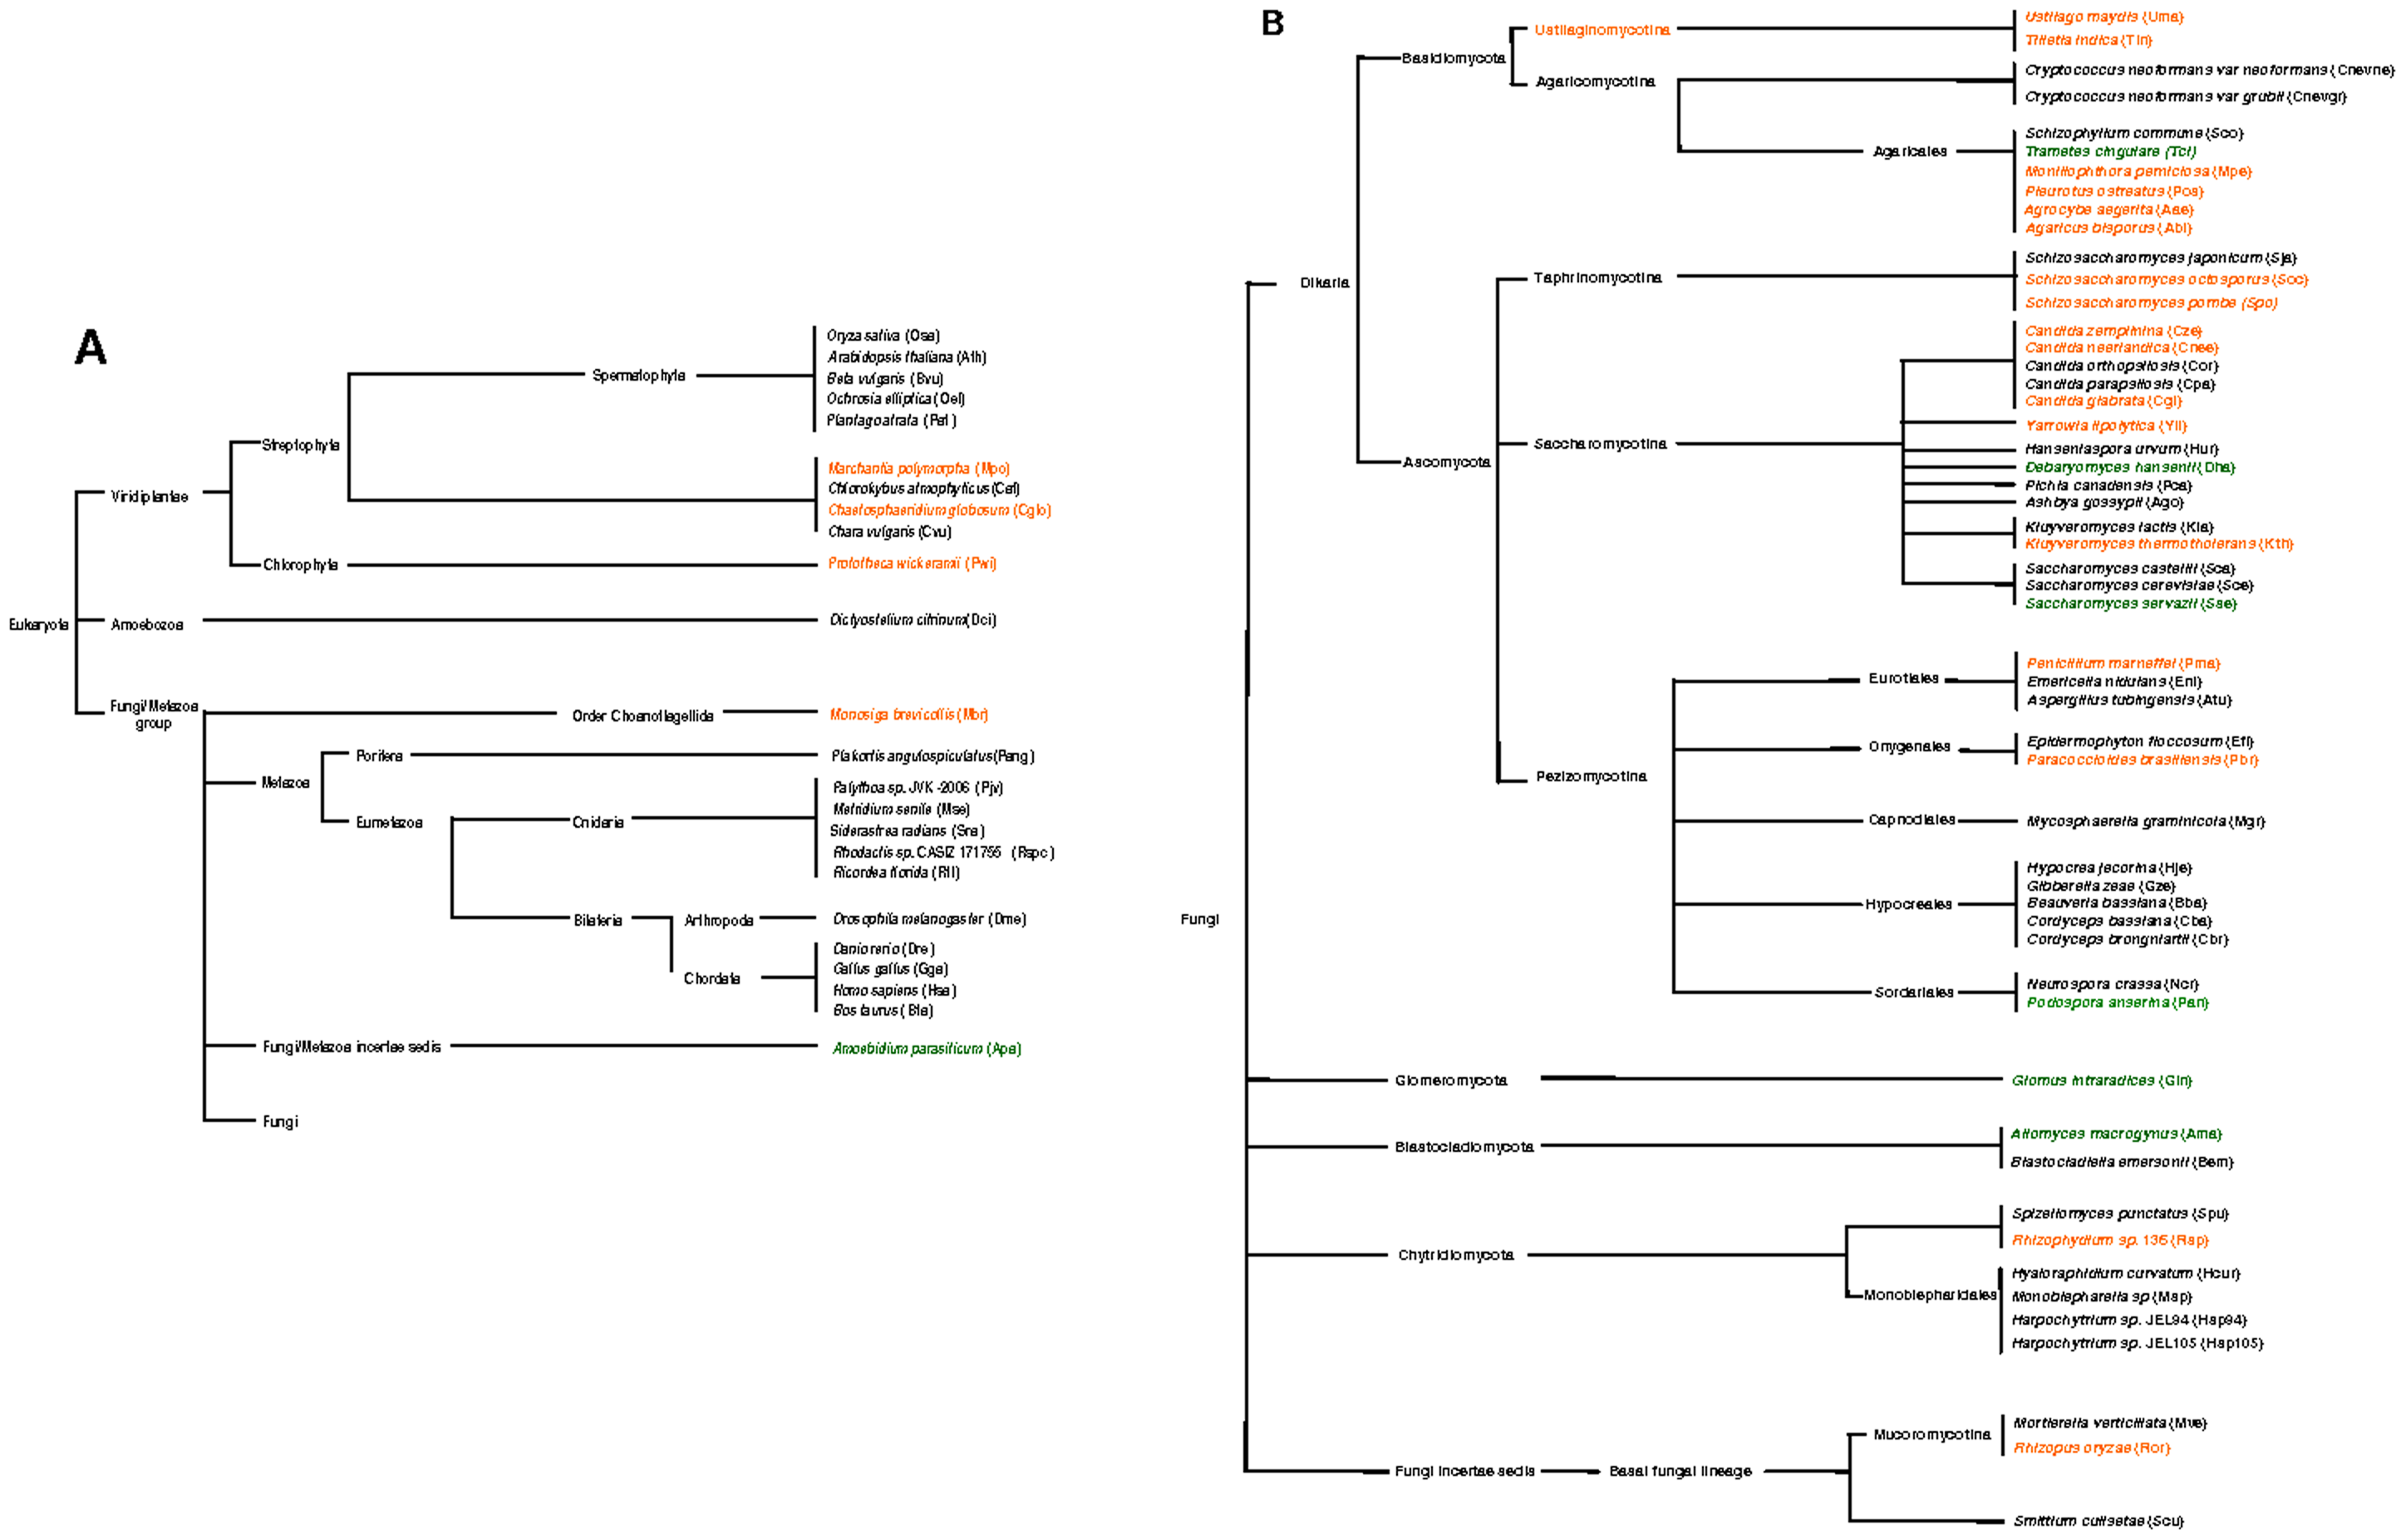 A
Oryza sativa (Osa)
Arabidopsis thaliana (Ath)
Spermatophyta
Beta vulgaris (Bvu)
Ochrosia elliptica (Oel)
Plantago atrata (Pat)
Streptophyta
Marchantia polymorpha (Mpo)
Chlorokybus atmophyticus (Cat)
Viridiplantae
Chaetosphaeridium globosum (Cglo)
Chara vulgaris (Cvu)
Chlorophyta
Prototheca wickeramii (Pwi)
Eukaryota
Amoebozoa
Dictyostelium citrinum (Dci)
Fungi/Metazoa
group
Order Choanoflagellida
Monosiga brevicollis (Mbr)
Porifera
Plakortis angulospiculatus (Pang)
Metazoa
Palythoa sp. JVK-2006 (Pjv)
Metridium senile (Mse)
Eumetazoa
Cnidaria
Siderastrea radians (Sra)
Rhodactis sp. CASIZ 171755 (Rspc)
Ricordea florida (Rfl)
Bilateria
Arthropoda
Drosophila melanogaster (Dme)
Danio rerio (Dre)
Gallus gallus (Gga)
Chordata
Homo sapiens (Hsa)
Bos taurus (Bta)
Fungi/Metazoa incertae sedis
Amoebidium parasiticum (Apa)
Fungi
B
Ustilago maydis (Uma)
Ustilaginomycotina
Tilletia indica (Tin)
Basidiomycota
Cryptococcus neoformans var neoformans (Cnevne)
Agaricomycotina
Cryptococcus neoformans var grubii (Cnevgr)
Schizophyllum commune (Sco)
Agaricales
Trametes cingulare (Tci)
Moniliophthora perniciosa (Mpe)
Pleurotus ostreatus (Pos)
Agrocybe aegerita (Aae)
Agaricus bisporus (Abi)
Dikaria
Schizosaccharomyces japonicum (Sja)
Taphrinomycotina
Schizosaccharomyces octosporus (Soc)
Schizosaccharomyces pombe (Spo)
Candida zemplinina (Cze)
Candida neerlandica (Cnee)
Candida orthopsilosis (Cor)
Candida parapsilosis (Cpa)
Candida glabrata (Cgl)
Yarrowia lipolytica (Yli)
Ascomycota
Saccharomycotina
Hanseniaspora uvrum (Hur)
Debaryomyces hansenii (Dha)
Pichia canadensis (Pca)
Ashbya gossypii (Ago)
Kluyveromyces lactis (Kla)
Kluyveromyces thermotholerans (Kth)
Saccharomyces castellii (Sca)
Saccharomyces cerevisiae (Sce)
Saccharomyces servazii (Sse)
Penicillium marneffei (Pma)
Eurotiales
Emericella nidulans (Eni)
Aspergillus tubingensis (Atu)
Onygenales
Epidermophyton floccosum (Efl)
Paracoccioides brasiliensis (Pbr)
Pezizomycotina
Capnodiales
Mycosphaerella graminicola (Mgr)
Hypocrea jecorina (Hje)
Gibberella zeae (Gze)
Hypocreales
Beauveria bassiana (Bba)
Cordyceps bassiana (Cba)
Cordyceps brongniartii (Cbr)
Fungi
Sordariales
Neurospora crassa (Ncr)
Podospora anserina (Pan)
Glomeromycota
Glomus intraradices (Gin)
Blastocladiomycota
Allomyces macrogynus (Ama)
Blastocladiella emersonii (Bem)
Spizellomyces punctatus (Spu)
Chytridiomycota
Rhizophydium sp. 136 (Rsp)
Monoblepharidales
Hyaloraphidium curvatum (Hcur)
Monoblepharella sp (Msp)
Harpochytrium sp. JEL94 (Hsp94)
Harpochytrium sp. JEL105 (Hsp105)
Mucoromycotina
Mortierella verticillata (Mve)
Rhizopus oryzae (Ror)
Fungi incertae sedis
Basal fungal lineage
Smittium culisetae (Scu)